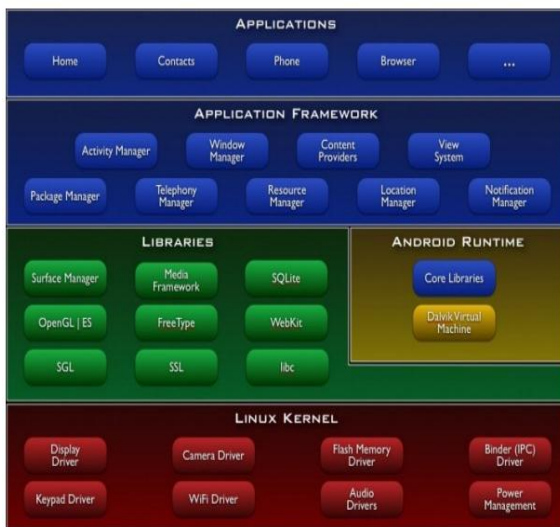 APPLICATIONS
Home
Contacts
Phone
Browser
...
APPLICATION FRAMEWORK
Activity Manager
Window
Manager
Content
Providers
View
System
Package Manager
Telephony
Manager
Resource
Manager
Location
Manager
Notification
Manager
LIBRARIES
Surface Manager
Media
Framework
SQLite
OpenGL | ES
FreeType
WebKit
SGL
SSL
libc
ANDROID RUNTIME
Core Libraries
Dalvik Virtual
Machine
LINUX KERNEL
Display
Driver
Camera Driver
Flash Memory
Driver
Binder (IPC)
Driver
Keypad Driver
WiFi Driver
Audio
Drivers
Power
Management